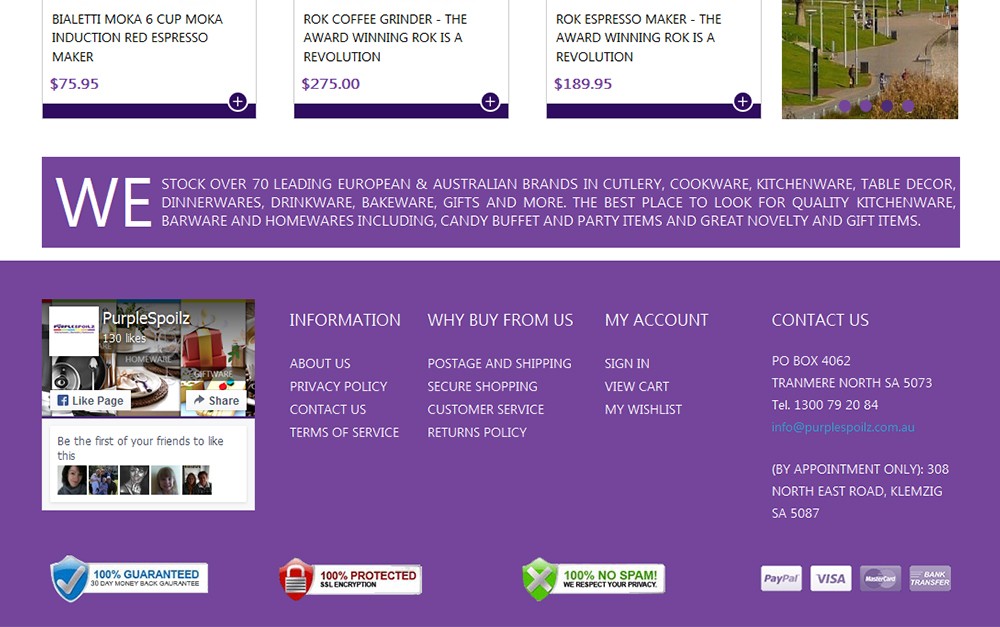 BIALETTI MOKA 6 CUP MOKA
INDUCTION RED ESPRESSO
MAKER
$75.95
ROK COFFEE GRINDER - THE
AWARD WINNING ROK IS A
REVOLUTION
$275.00
ROK ESPRESSO MAKER - THE
AWARD WINNING ROK IS A
REVOLUTION
$189.95
WE
STOCK OVER 70 LEADING EUROPEAN & AUSTRALIAN BRANDS IN CUTLERY, COOKWARE, KITCHENWARE, TABLE DECOR,
DINNERWARES, DRINKWARE, BAKEWARE, GIFTS AND MORE. THE BEST PLACE TO LOOK FOR QUALITY KITCHENWARE,
BARWARE AND HOMEWARES INCLUDING, CANDY BUFFET AND PARTY ITEMS AND GREAT NOVELTY AND GIFT ITEMS.
PURPLESPOILZ
PurpleSpoilz
130 likes
HOMEWARE
GIFTWARE
Like Page
Share
Be the first of your friends to like
this
INFORMATION
ABOUT US
PRIVACY POLICY
CONTACT US
TERMS OF SERVICE
WHY BUY FROM US
POSTAGE AND SHIPPING
SECURE SHOPPING
CUSTOMER SERVICE
RETURNS POLICY
MY ACCOUNT
SIGN IN
VIEW CART
MY WISHLIST
CONTACT US
PO BOX 4062
TRANMERE NORTH SA 5073
Tel. 1300 79 20 84
info@purplespoilz.com.au
(BY APPOINTMENT ONLY): 308
NORTH EAST ROAD, KLEMZIG
SA 5087
100% GUARANTEED
30 DAY MONEY BACK GAURANTEE
100% PROTECTED
SSL ENCRYPTION
100% NO SPAM!
WE RESPECT YOUR PRIVACY.
PayPal
VISA
MasterCard
BANK
TRANSFER